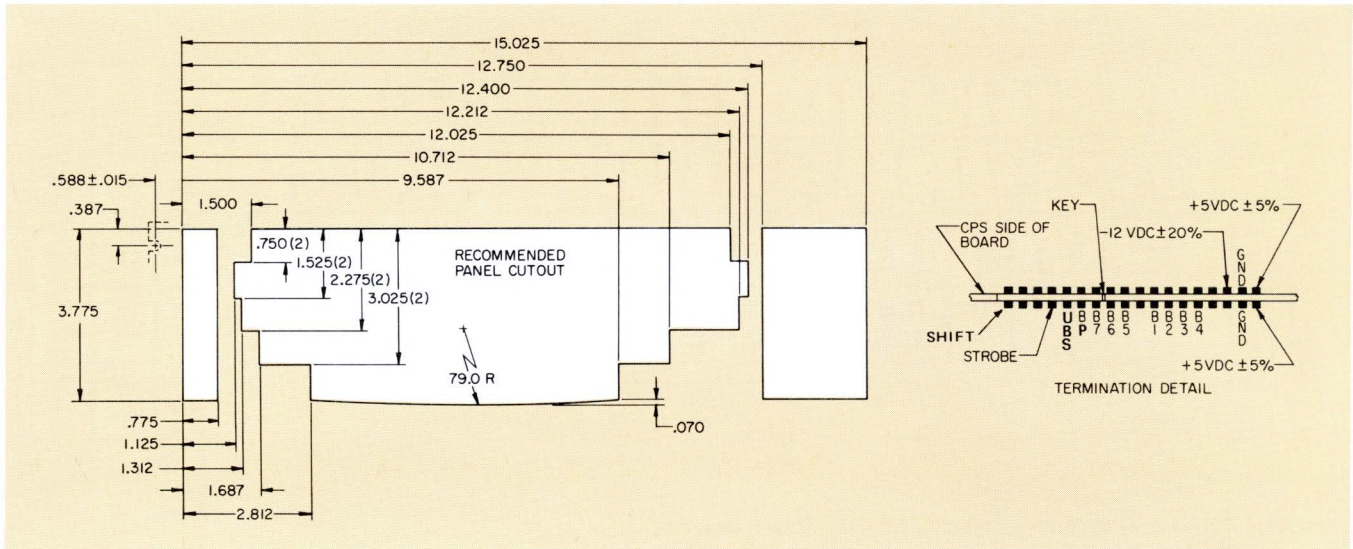 15.025
12.750
12.400
12.212
12.025
10.712
9.587
.588±.015
1.500
.387
.750(2)
1.525(2)
2.275(2)
3.025(2)
RECOMMENDED
PANEL CUTOUT
3.775
79.0 R
.775
.070
1.125
1.312
1.687
2.812
KEY
+5VDC ±5%
CPS SIDE OF
BOARD
-12 VDC±20%
GND
SHIFT
STROBE
UBS
BP
B7
B6
B5
B1
B2
B3
B4
GND
+5VDC ±5%
TERMINATION DETAIL